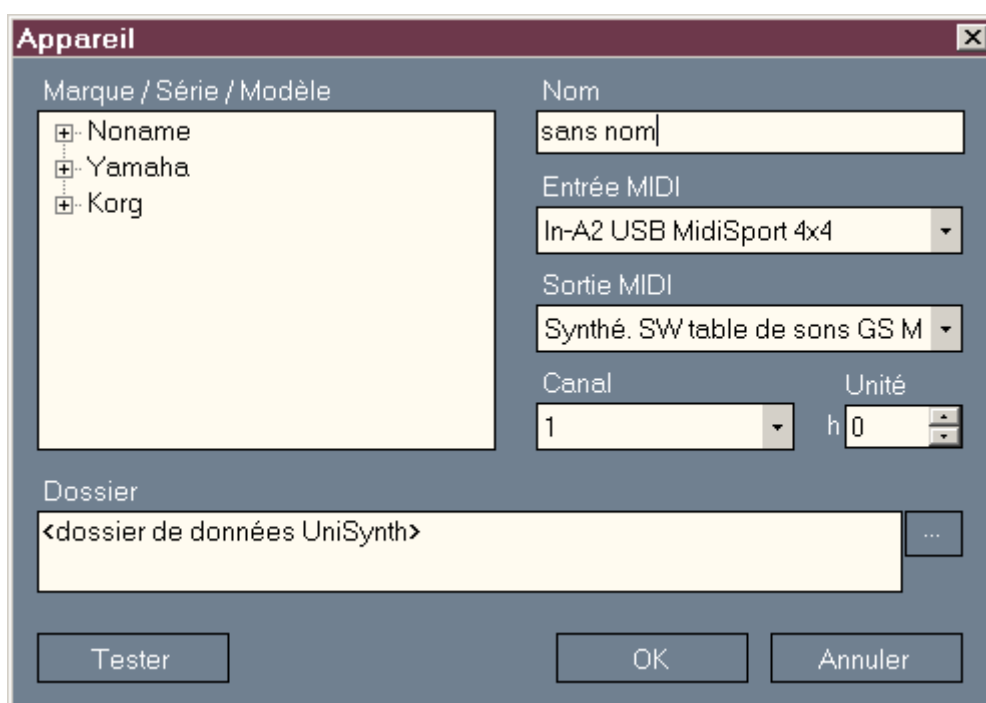 Appareil
Marque / Série / Modèle
Noname
Yamaha
Korg
Nom
sans nom
Entrée MIDI
In-A2 USB MidiSport 4x4
Sortie MIDI
Synthé. SW table de sons GS M
Canal
Unité
1
h 0
Dossier
<dossier de données UniSynth>
...
Tester
OK
Annuler